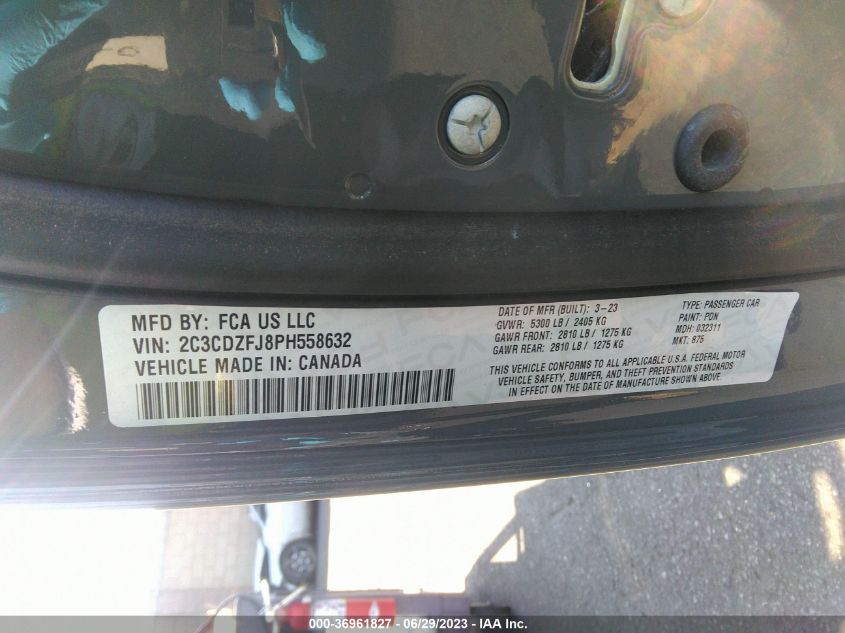 MFD BY: FCA US LLC
VIN: 2C3CDZFJ8PH558632
VEHICLE MADE IN: CANADA
DATE OF MFR (BUILT): 3-23
GVWR: 5300 LB / 2405 KG
GAWR FRONT: 2810 LB / 1275 KG
GAWR REAR: 2810 LB / 1275 KG
TYPE: PASSENGER CAR
PAINT: PDN
MDH: 032311
MKT: 875
THIS VEHICLE CONFORMS TO ALL APPLICABLE U.S.A. FEDERAL MOTOR
VEHICLE SAFETY, BUMPER, AND THEFT PREVENTION STANDARDS
IN EFFECT ON THE DATE OF MANUFACTURE SHOWN ABOVE.
000-36961827 - 06/29/2023 - IAA Inc.